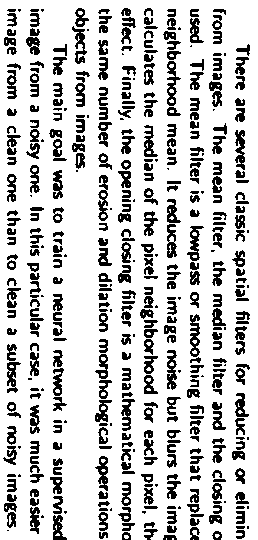 There are several classic spatial filters for reducing or elimin
from images. The mean filter, the median filter and the closing o
used. The mean filter is a lowpass or smoothing filter that replace
neighborhood mean. It reduces the image noise but blurs the imag
calculates the median of the pixel neighborhood for each pixel, th
effect. Finally, the opening closing filter is a mathematical morpho
the same number of erosion and dilation morphological operations
objects from images.
The main goal was to train a neural network in a supervised
image from a noisy one. In this particular case, it was much easier
image from a clean one than to clean a subset of noisy images.